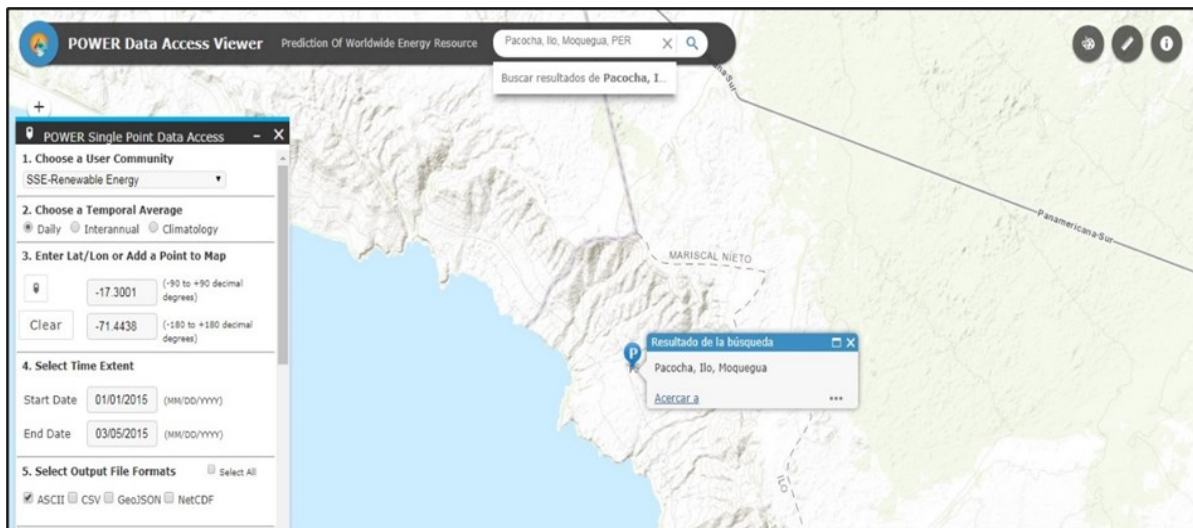 POWER Data Access Viewer Prediction Of Worldwide Energy Resource Pacocha, Ilo, Moquegua, PER
Buscar resultados de Pacocha, I...
Panamericana Sur
+
POWER Single Point Data Access – X
1. Choose a User Community
SSE-Renewable Energy
2. Choose a Temporal Average
Daily Interannual Climatology
3. Enter Lat/Lon or Add a Point to Map
-17.3001 (-90 to +90 decimal degrees)
Clear -71.4438 (-180 to +180 decimal degrees)
4. Select Time Extent
Start Date 01/01/2015 (MM/DD/YYYY)
End Date 03/05/2015 (MM/DD/YYYY)
5. Select Output File Formats Select All
ASCII CSV GeoJSON NetCDF
Panamericana-Sur
MARISCAL NIETO
P
Resultado de la búsqueda
Pacocha, Ilo, Moquegua
Acercar a ...
ILO